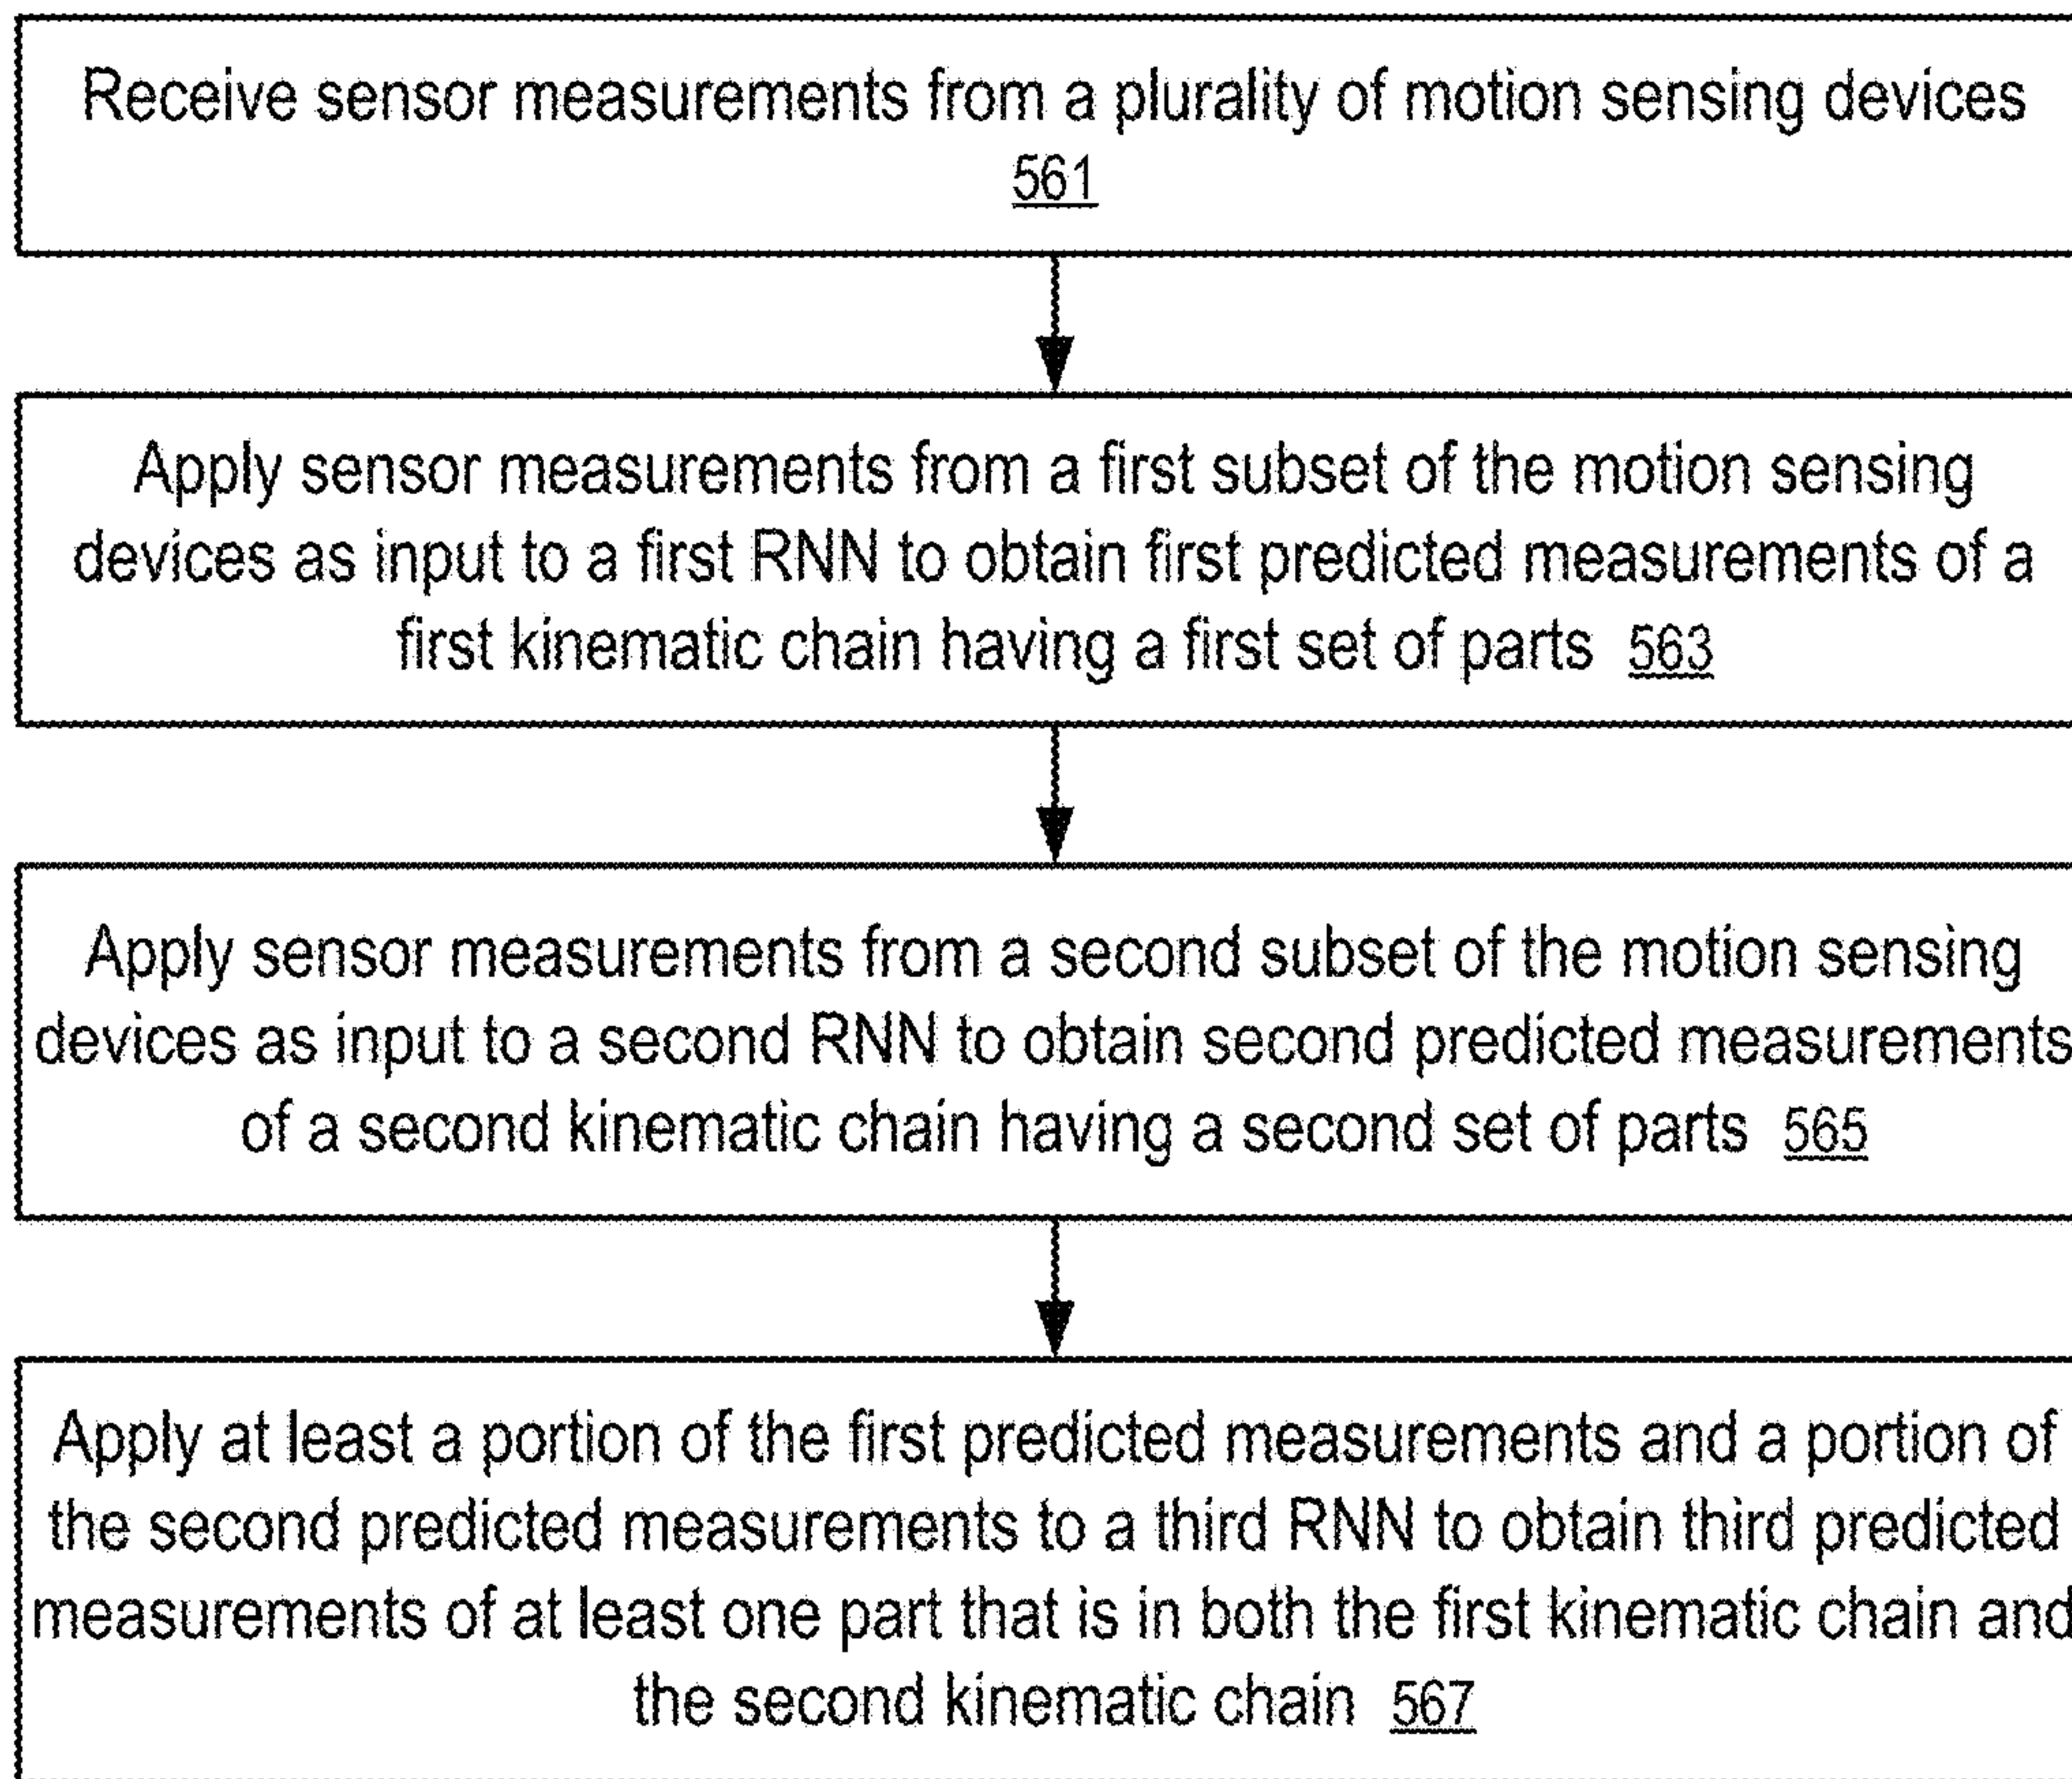 Receive sensor measurements from a plurality of motion sensing devices
561
Apply sensor measurements from a first subset of the motion sensing
devices as input to a first RNN to obtain first predicted measurements of a
first kinematic chain having a first set of parts 563
Apply sensor measurements from a second subset of the motion sensing
devices as input to a second RNN to obtain second predicted measurements
of a second kinematic chain having a second set of parts 565
Apply at least a portion of the first predicted measurements and a portion of
the second predicted measurements to a third RNN to obtain third predicted
measurements of at least one part that is in both the first kinematic chain and
the second kinematic chain 567